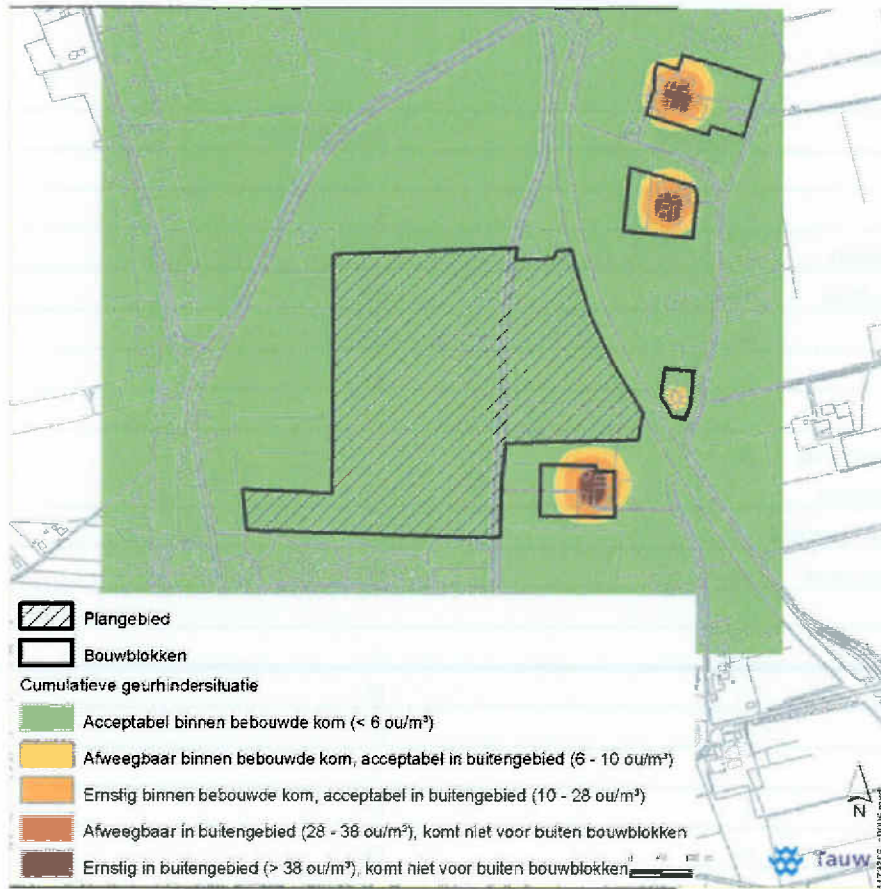 Plangebied
Bouwblokken
Cumulatieve geurhindersituatie
Acceptabel binnen bebouwde kom (< 6 ou/m³)
Afweegbaar binnen bebouwde kom, acceptabel in buitengebied (6 - 10 ou/m³)
Ernstig binnen bebouwde kom, acceptabel in buitengebied (10 - 28 ou/m³)
Afweegbaar in buitengebied (28 - 38 ou/m³), komt niet voor buiten bouwblokken
Ernstig in buitengebied (> 38 ou/m³), komt niet voor buiten bouwblokken
N
Tauw